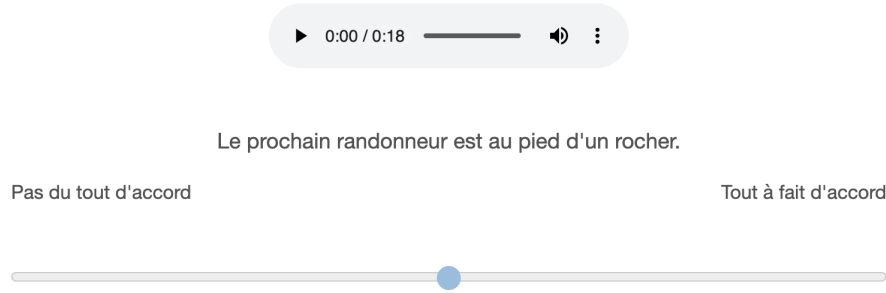 0:00 / 0:18
Le prochain randonneur est au pied d'un rocher.
Pas du tout d'accord
Tout à fait d'accord